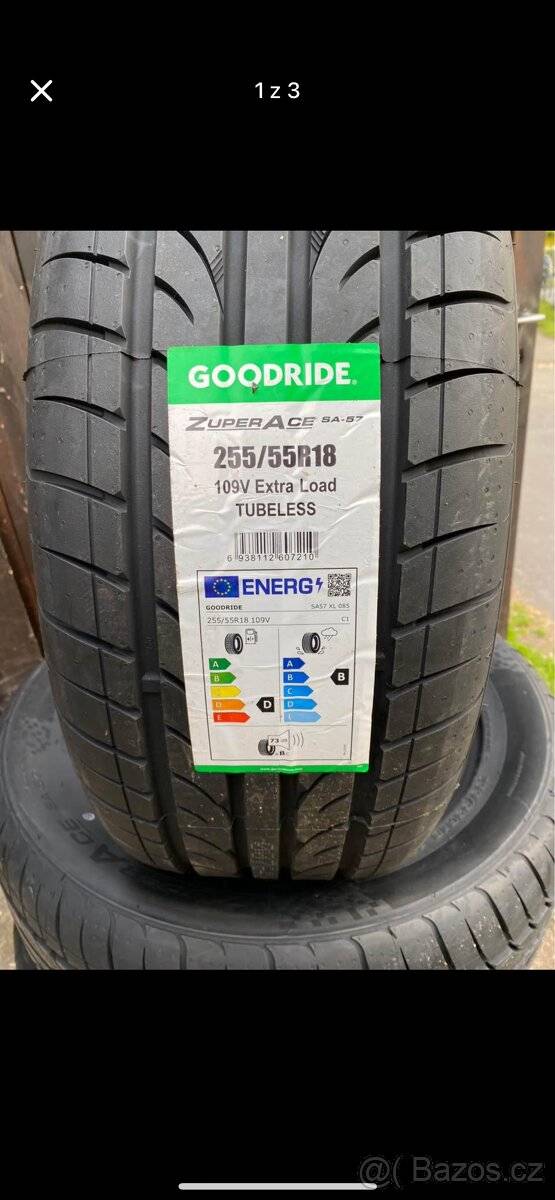 1 z 3
GOODRIDE
ZUPERACE SA-57
255/55R18
109V Extra Load
TUBELESS
6 938112 607210
ENERG
GOODRIDE SA57 XL 085
255/55R18 109V C1
A A
B B B
C C
D D D
E
73 dB
B
@( Bazos.cz